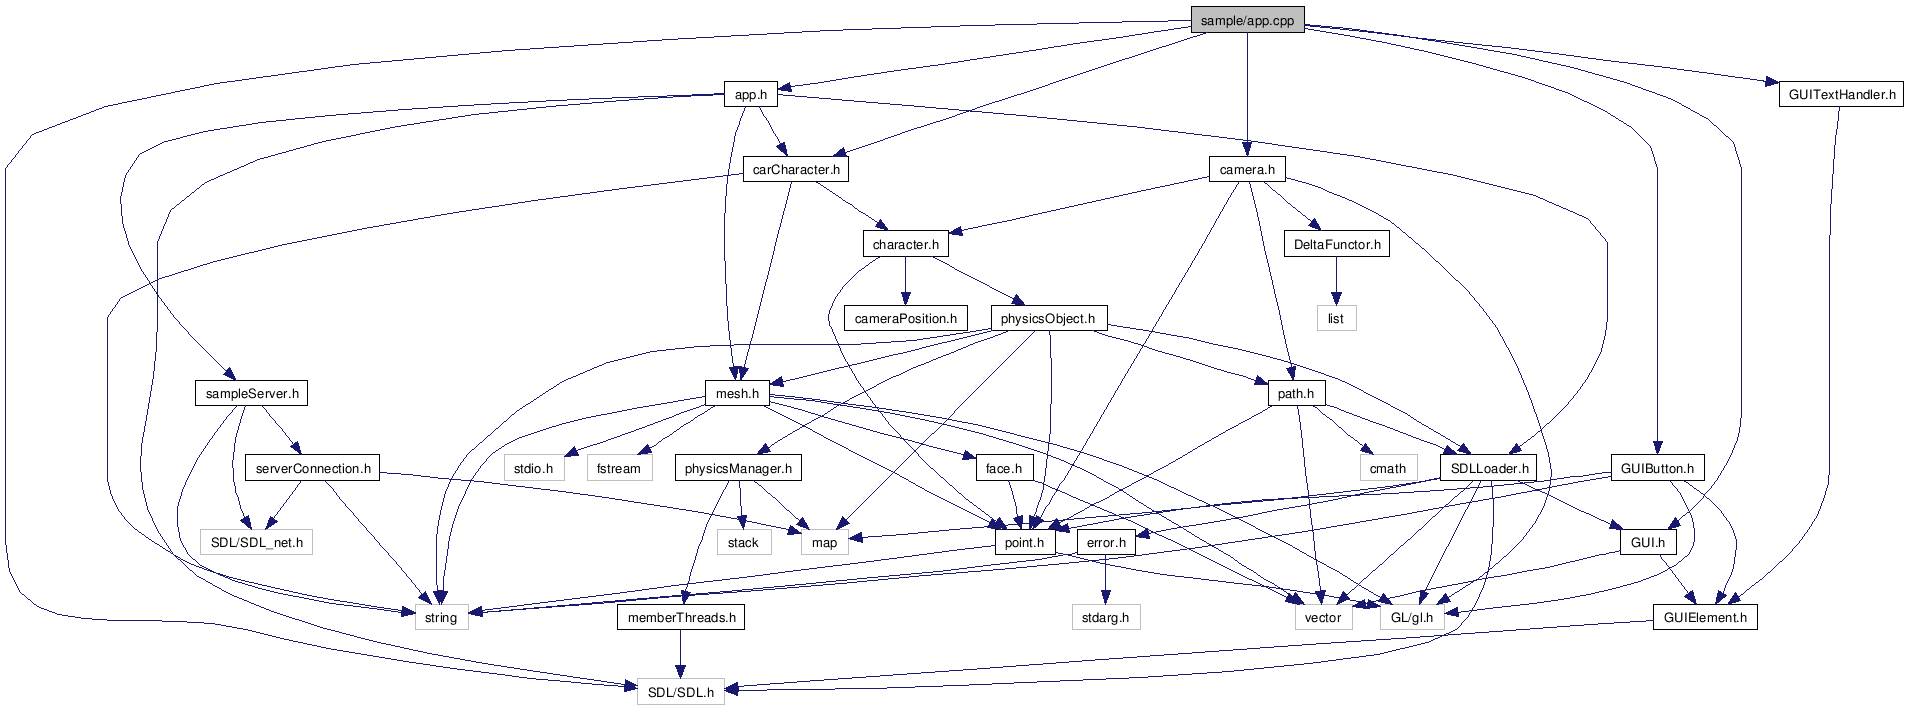 sample/app.cpp
app.h
GUITextHandler.h
carCharacter.h
camera.h
character.h
DeltaFunctor.h
cameraPosition.h
physicsObject.h
list
sampleServer.h
mesh.h
path.h
serverConnection.h
stdio.h
fstream
physicsManager.h
face.h
cmath
SDLLoader.h
GUIButton.h
SDL/SDL_net.h
stack
map
point.h
error.h
GUI.h
string
memberThreads.h
stdarg.h
vector
GL/gl.h
GUIElement.h
SDL/SDL.h